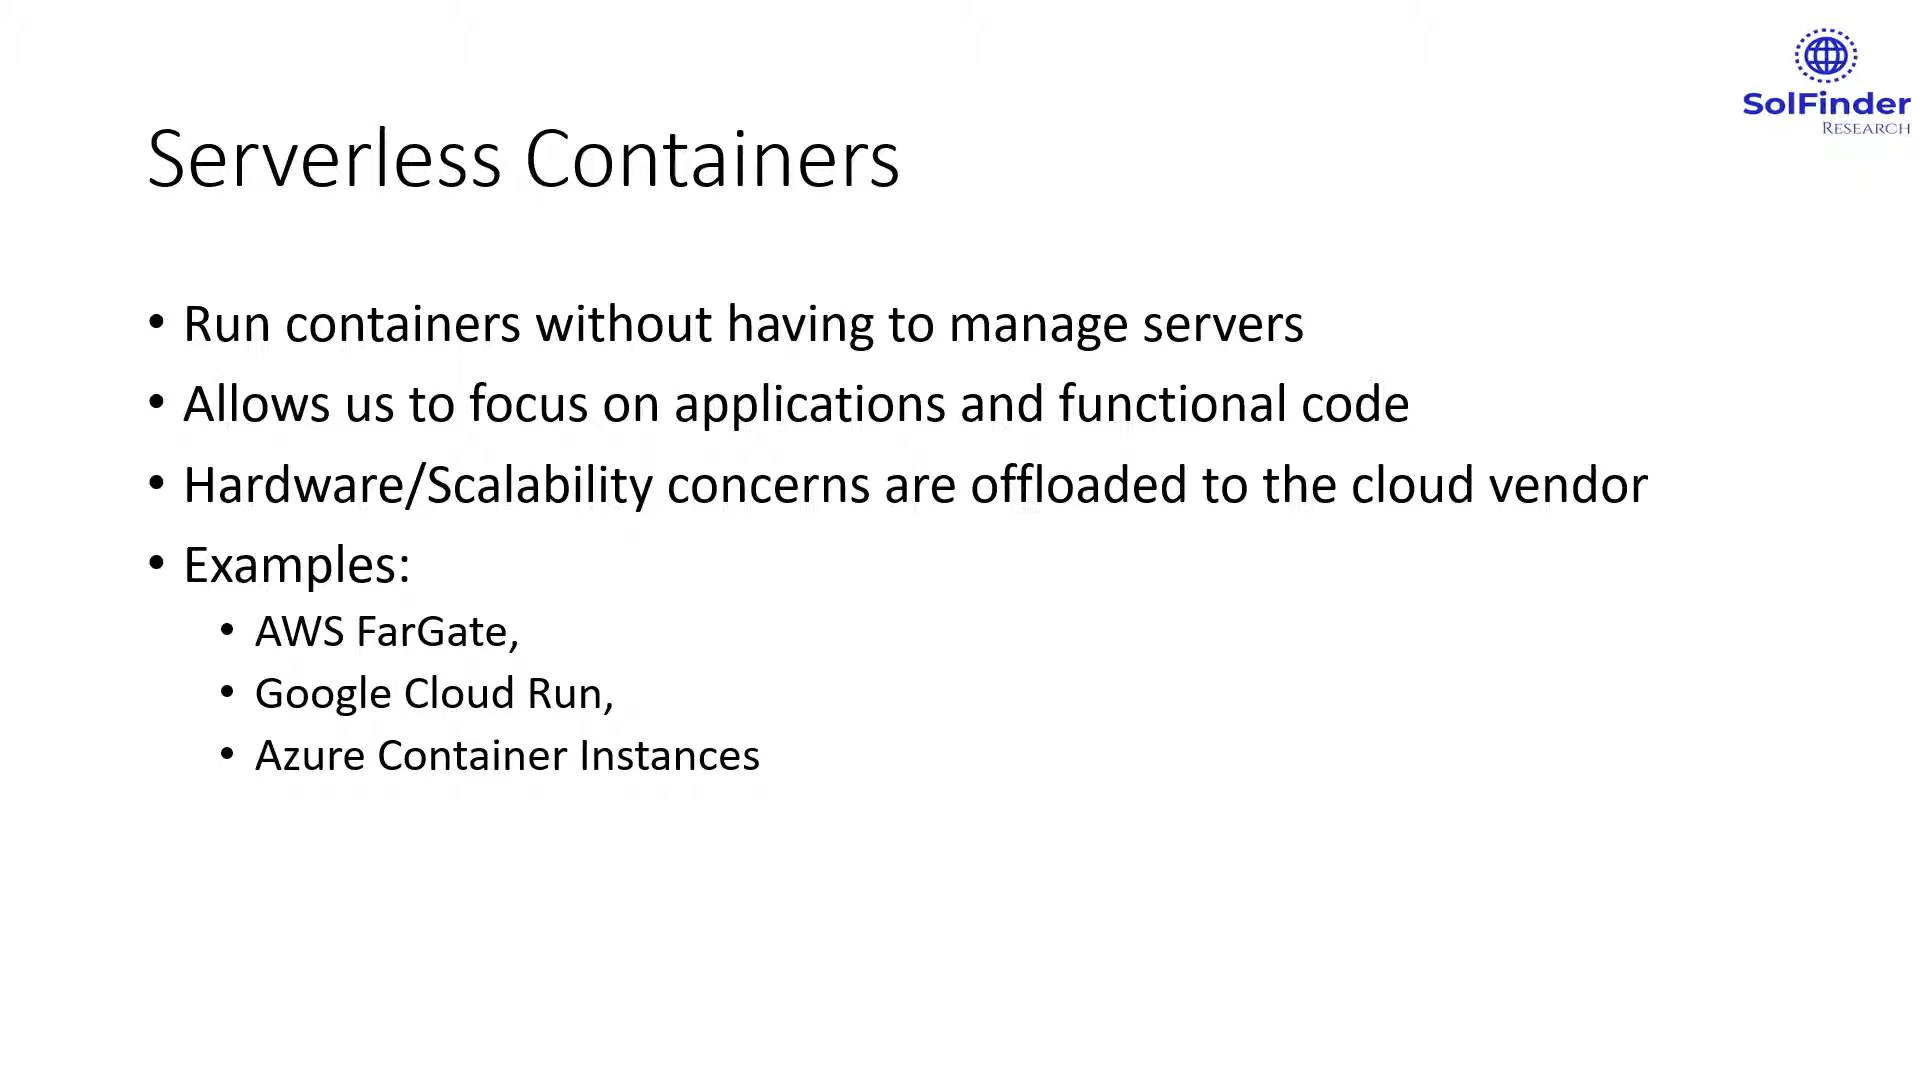 SolFinder
RESEARCH
Serverless Containers
• Run containers without having to manage servers
• Allows us to focus on applications and functional code
• Hardware/Scalability concerns are offloaded to the cloud vendor
• Examples:
• AWS FarGate,
• Google Cloud Run,
• Azure Container Instances